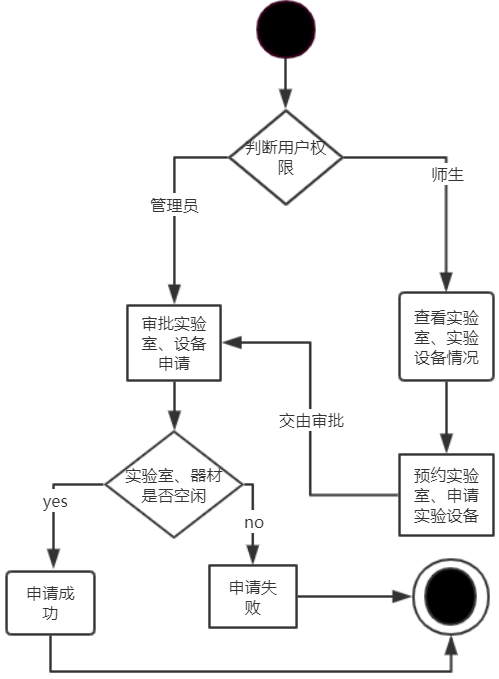 判断用户权
限
师生
管理员
审批实验
室、设备
申请
查看实验
室、实验
设备情况
交由审批
实验室、器材
是否空闲
预约实验
室、申请
实验设备
yes
no
申请成
功
申请失
败